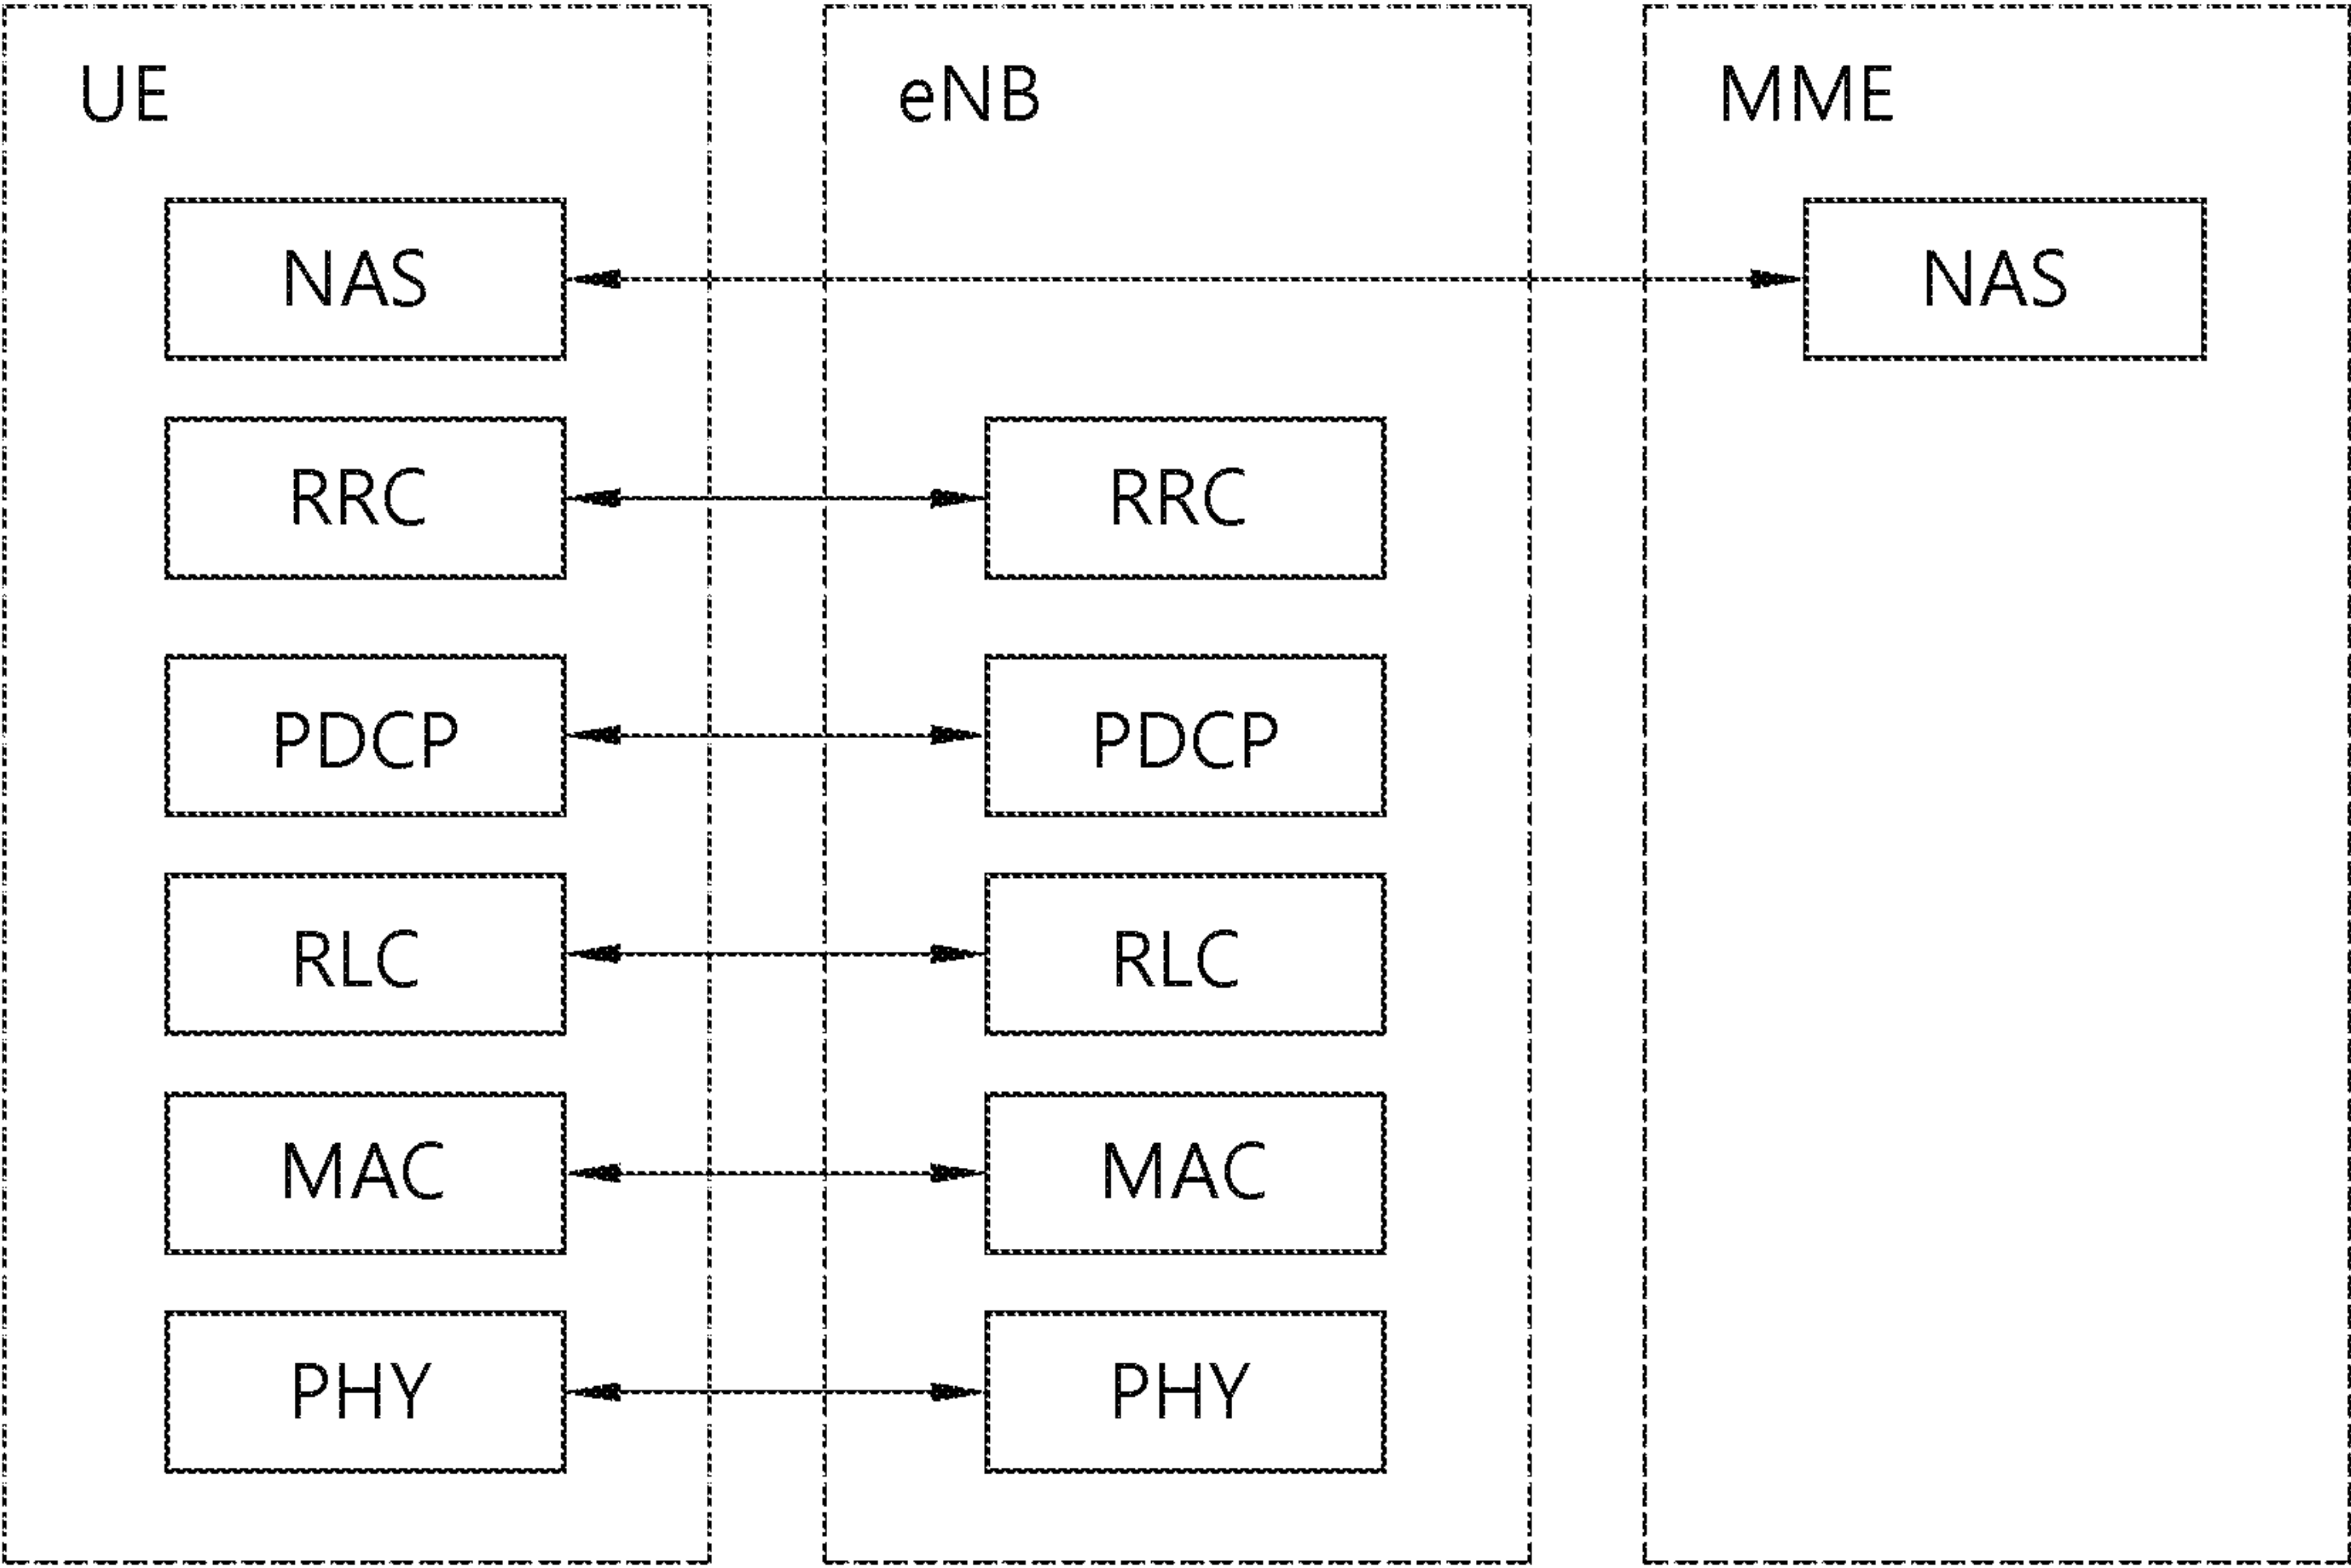 UE eNB MME
NAS NAS
RRC RRC
PDCP PDCP
RLC RLC
MAC MAC
PHY PHY